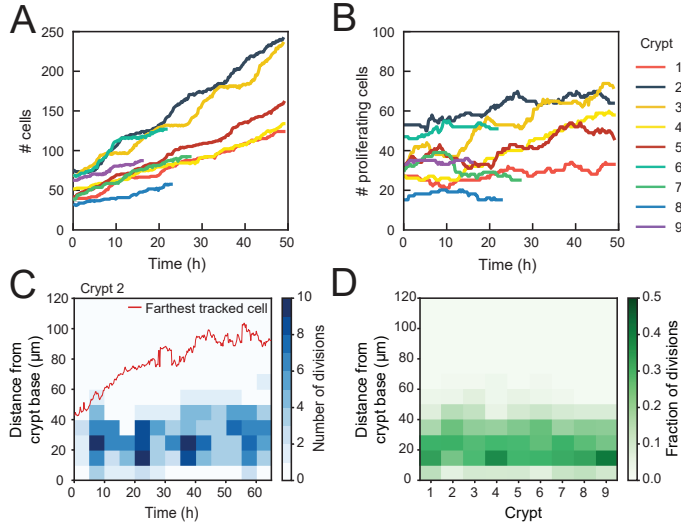 A
250
200
150
100
50
0
# cells
0 10 20 30 40 50
Time (h)
B
100
80
60
40
20
0
# proliferating cells
0 10 20 30 40 50
Time (h)
Crypt
1
2
3
4
5
6
7
8
9
C
Crypt 2
120
100
80
60
40
20
0
Distance from
crypt base (µm)
Farthest tracked cell
0 10 20 30 40 50 60
Time (h)
10
8
6
4
2
0
Number of divisions
D
120
100
80
60
40
20
0
Distance from
crypt base (µm)
1 2 3 4 5 6 7 8 9
Crypt
0.5
0.4
0.3
0.2
0.1
0.0
Fraction of divisions